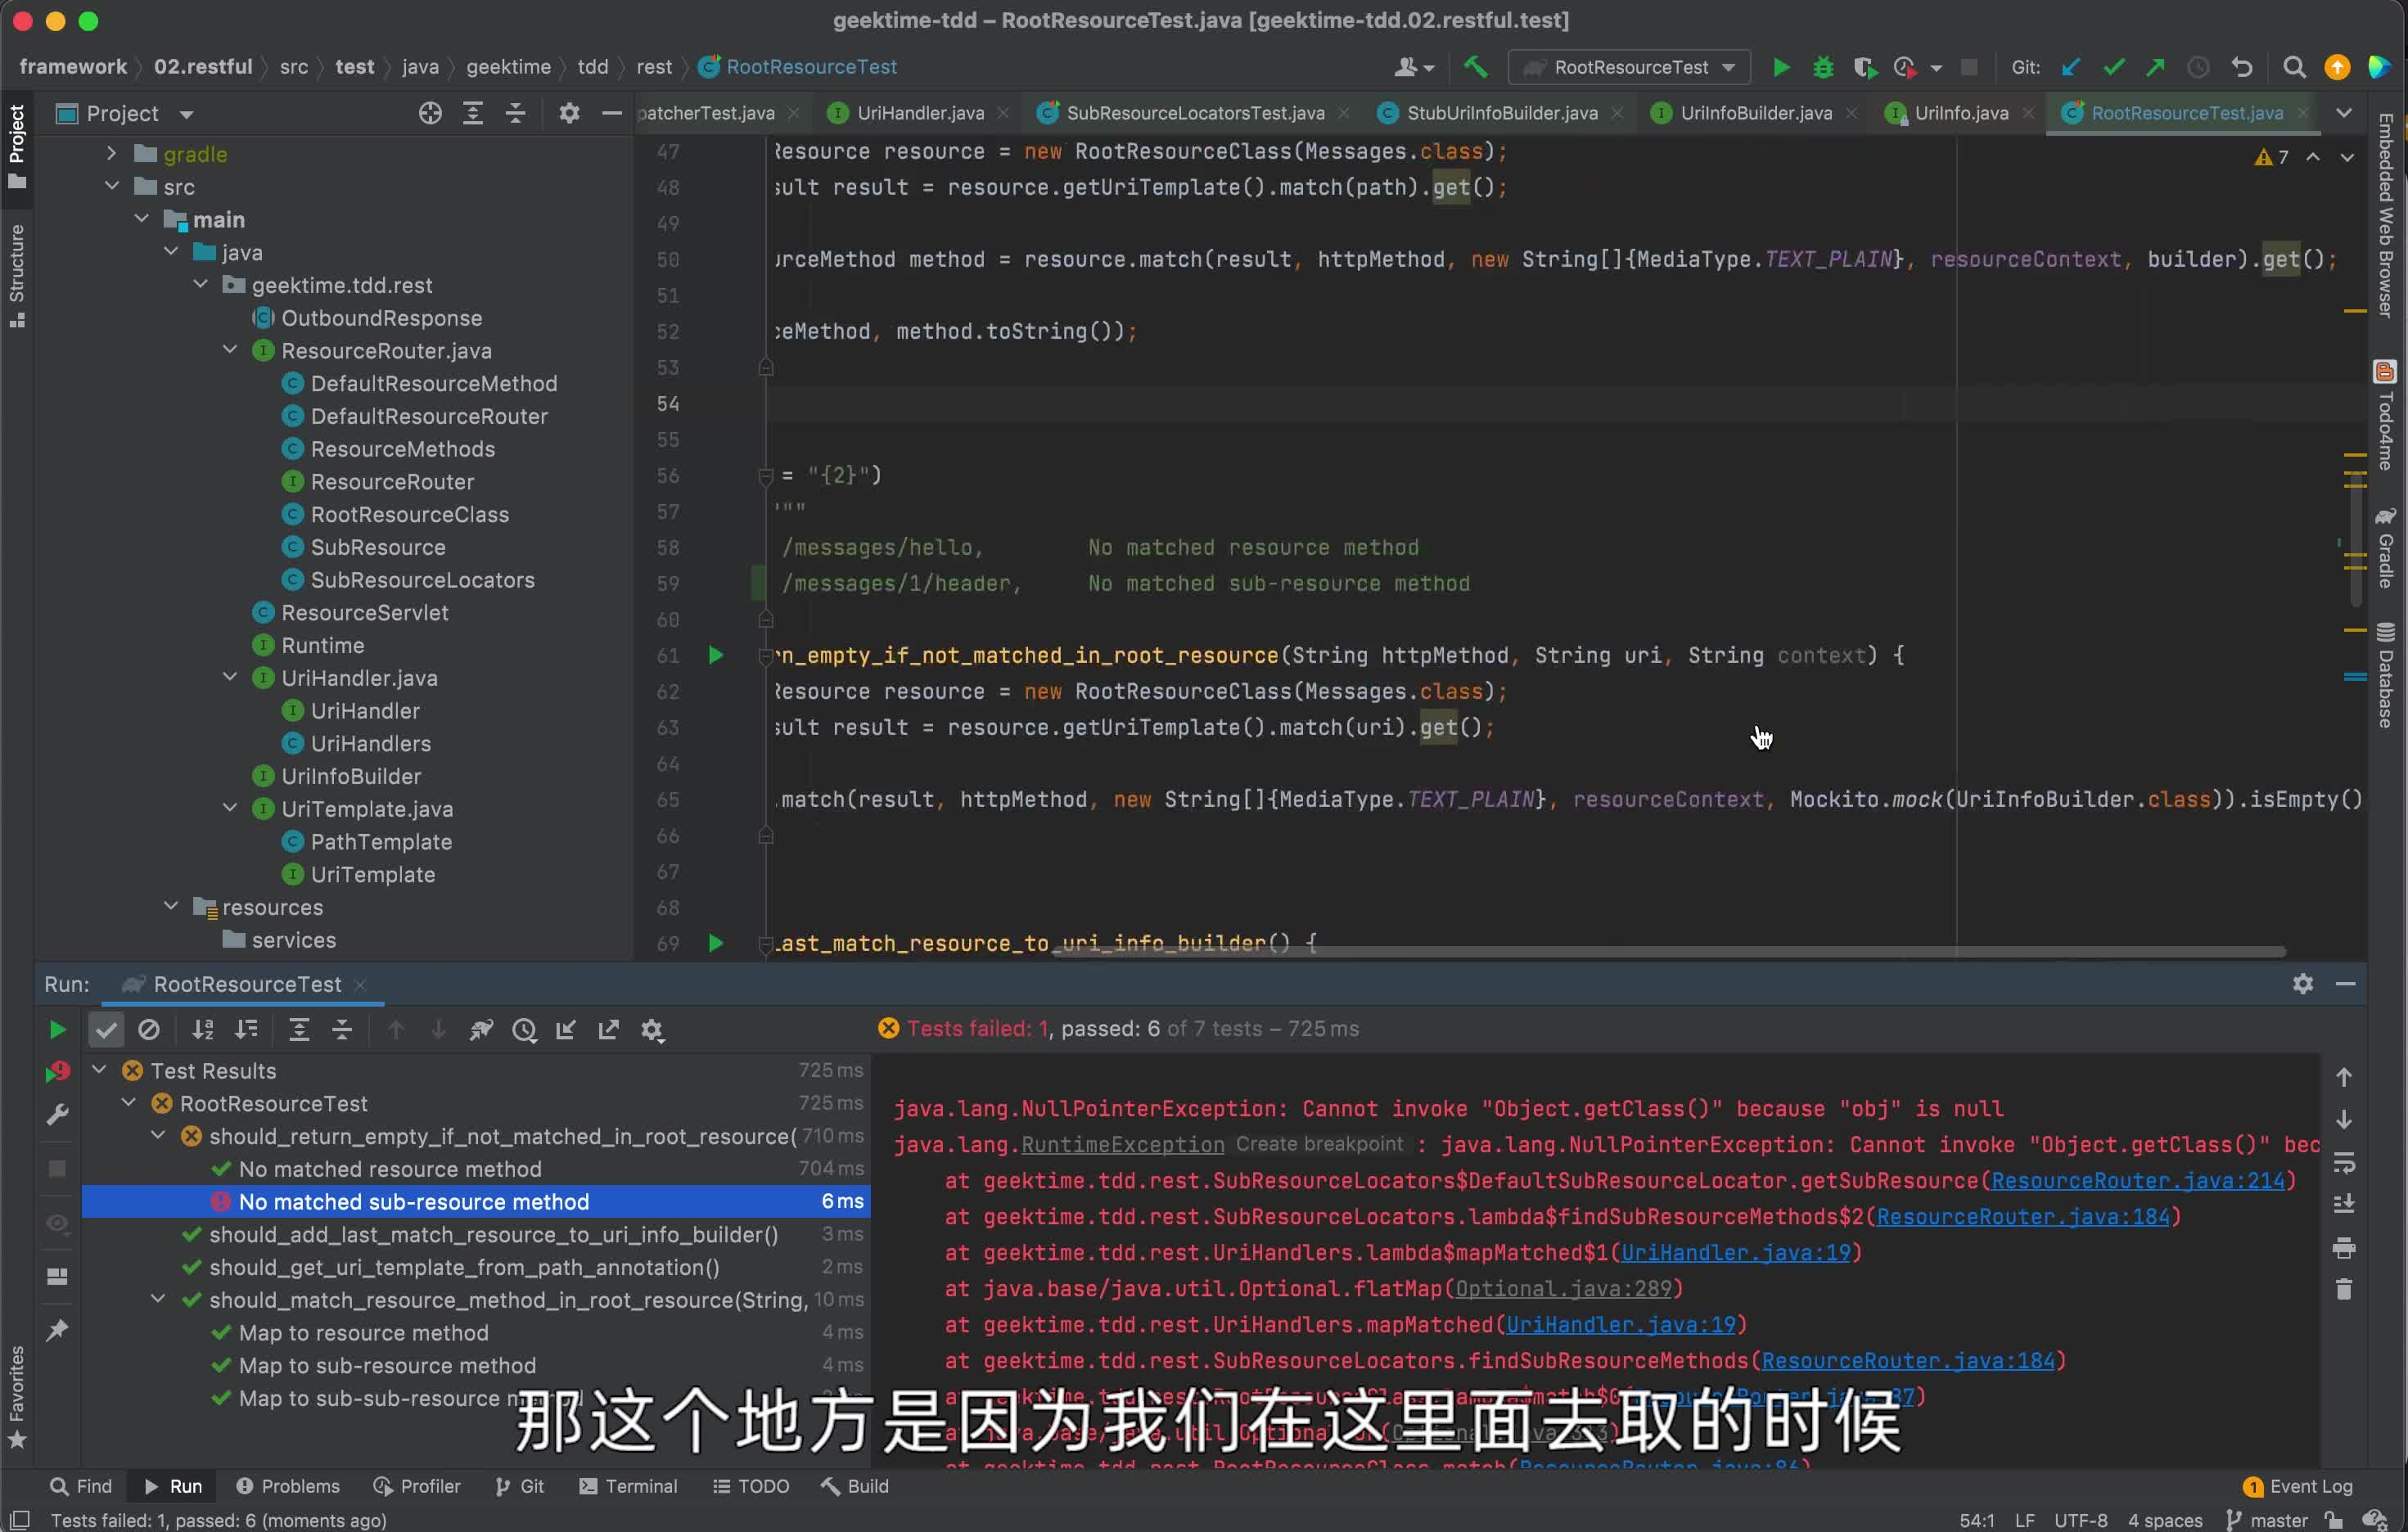 geektime-tdd – RootResourceTest.java [geektime-tdd.02.restful.test]
framework 02.restful src test java geektime tdd rest RootResourceTest
RootResourceTest
Git:
Project
patcherTest.java UriHandler.java SubResourceLocatorsTest.java StubUriInfoBuilder.java UriInfoBuilder.java UriInfo.java RootResourceTest.java
Project
Structure
Favorites
gradle
src
main
java
geektime.tdd.rest
OutboundResponse
ResourceRouter.java
DefaultResourceMethod
DefaultResourceRouter
ResourceMethods
ResourceRouter
RootResourceClass
SubResource
SubResourceLocators
ResourceServlet
Runtime
UriHandler.java
UriHandler
UriHandlers
UriInfoBuilder
UriTemplate.java
PathTemplate
UriTemplate
resources
services
7
47 Resource resource = new RootResourceClass(Messages.class);
48 sult result = resource.getUriTemplate().match(path).get();
49
50 urceMethod method = resource.match(result, httpMethod, new String[]{MediaType.TEXT_PLAIN}, resourceContext, builder).get();
51
52 ceMethod, method.toString());
53
54
55
56 = "{2}")
57 """
58 /messages/hello, No matched resource method
59 /messages/1/header, No matched sub-resource method
60
61 rn_empty_if_not_matched_in_root_resource(String httpMethod, String uri, String context) {
62 Resource resource = new RootResourceClass(Messages.class);
63 sult result = resource.getUriTemplate().match(uri).get();
64
65 .match(result, httpMethod, new String[]{MediaType.TEXT_PLAIN}, resourceContext, Mockito.mock(UriInfoBuilder.class)).isEmpty()
66
67
68
69 last_match_resource_to_uri_info_builder() {
Embedded Web Browser
Todo4me
Gradle
Database
Run: RootResourceTest
Tests failed: 1, passed: 6 of 7 tests – 725 ms
Test Results 725 ms
RootResourceTest 725 ms
should_return_empty_if_not_matched_in_root_resource( 710 ms
No matched resource method 704 ms
No matched sub-resource method 6 ms
should_add_last_match_resource_to_uri_info_builder() 3 ms
should_get_uri_template_from_path_annotation() 2 ms
should_match_resource_method_in_root_resource(String, 10 ms
Map to resource method 4 ms
Map to sub-resource method 4 ms
Map to sub-sub-resource
java.lang.NullPointerException: Cannot invoke "Object.getClass()" because "obj" is null
java.lang.RuntimeException Create breakpoint : java.lang.NullPointerException: Cannot invoke "Object.getClass()" bec
at geektime.tdd.rest.SubResourceLocators$DefaultSubResourceLocator.getSubResource(ResourceRouter.java:214)
at geektime.tdd.rest.SubResourceLocators.lambda$findSubResourceMethods$2(ResourceRouter.java:184)
at geektime.tdd.rest.UriHandlers.lambda$mapMatched$1(UriHandler.java:19)
at java.base/java.util.Optional.flatMap(Optional.java:289)
at geektime.tdd.rest.UriHandlers.mapMatched(UriHandler.java:19)
at geektime.tdd.rest.SubResourceLocators.findSubResourceMethods(ResourceRouter.java:184)
那这个地方是因为我们在这里面去取的时候
Find Run Problems Profiler Git Terminal TODO Build
1 Event Log
Tests failed: 1, passed: 6 (moments ago)
54:1 LF UTF-8 4 spaces master